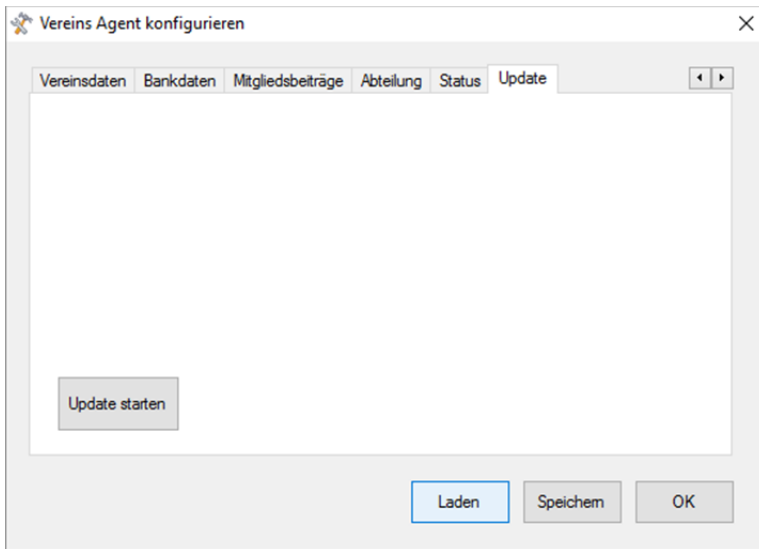 Vereins Agent konfigurieren
Vereinsdaten Bankdaten Mitgliedsbeiträge Abteilung Status Update
Update starten
Laden Speichern OK